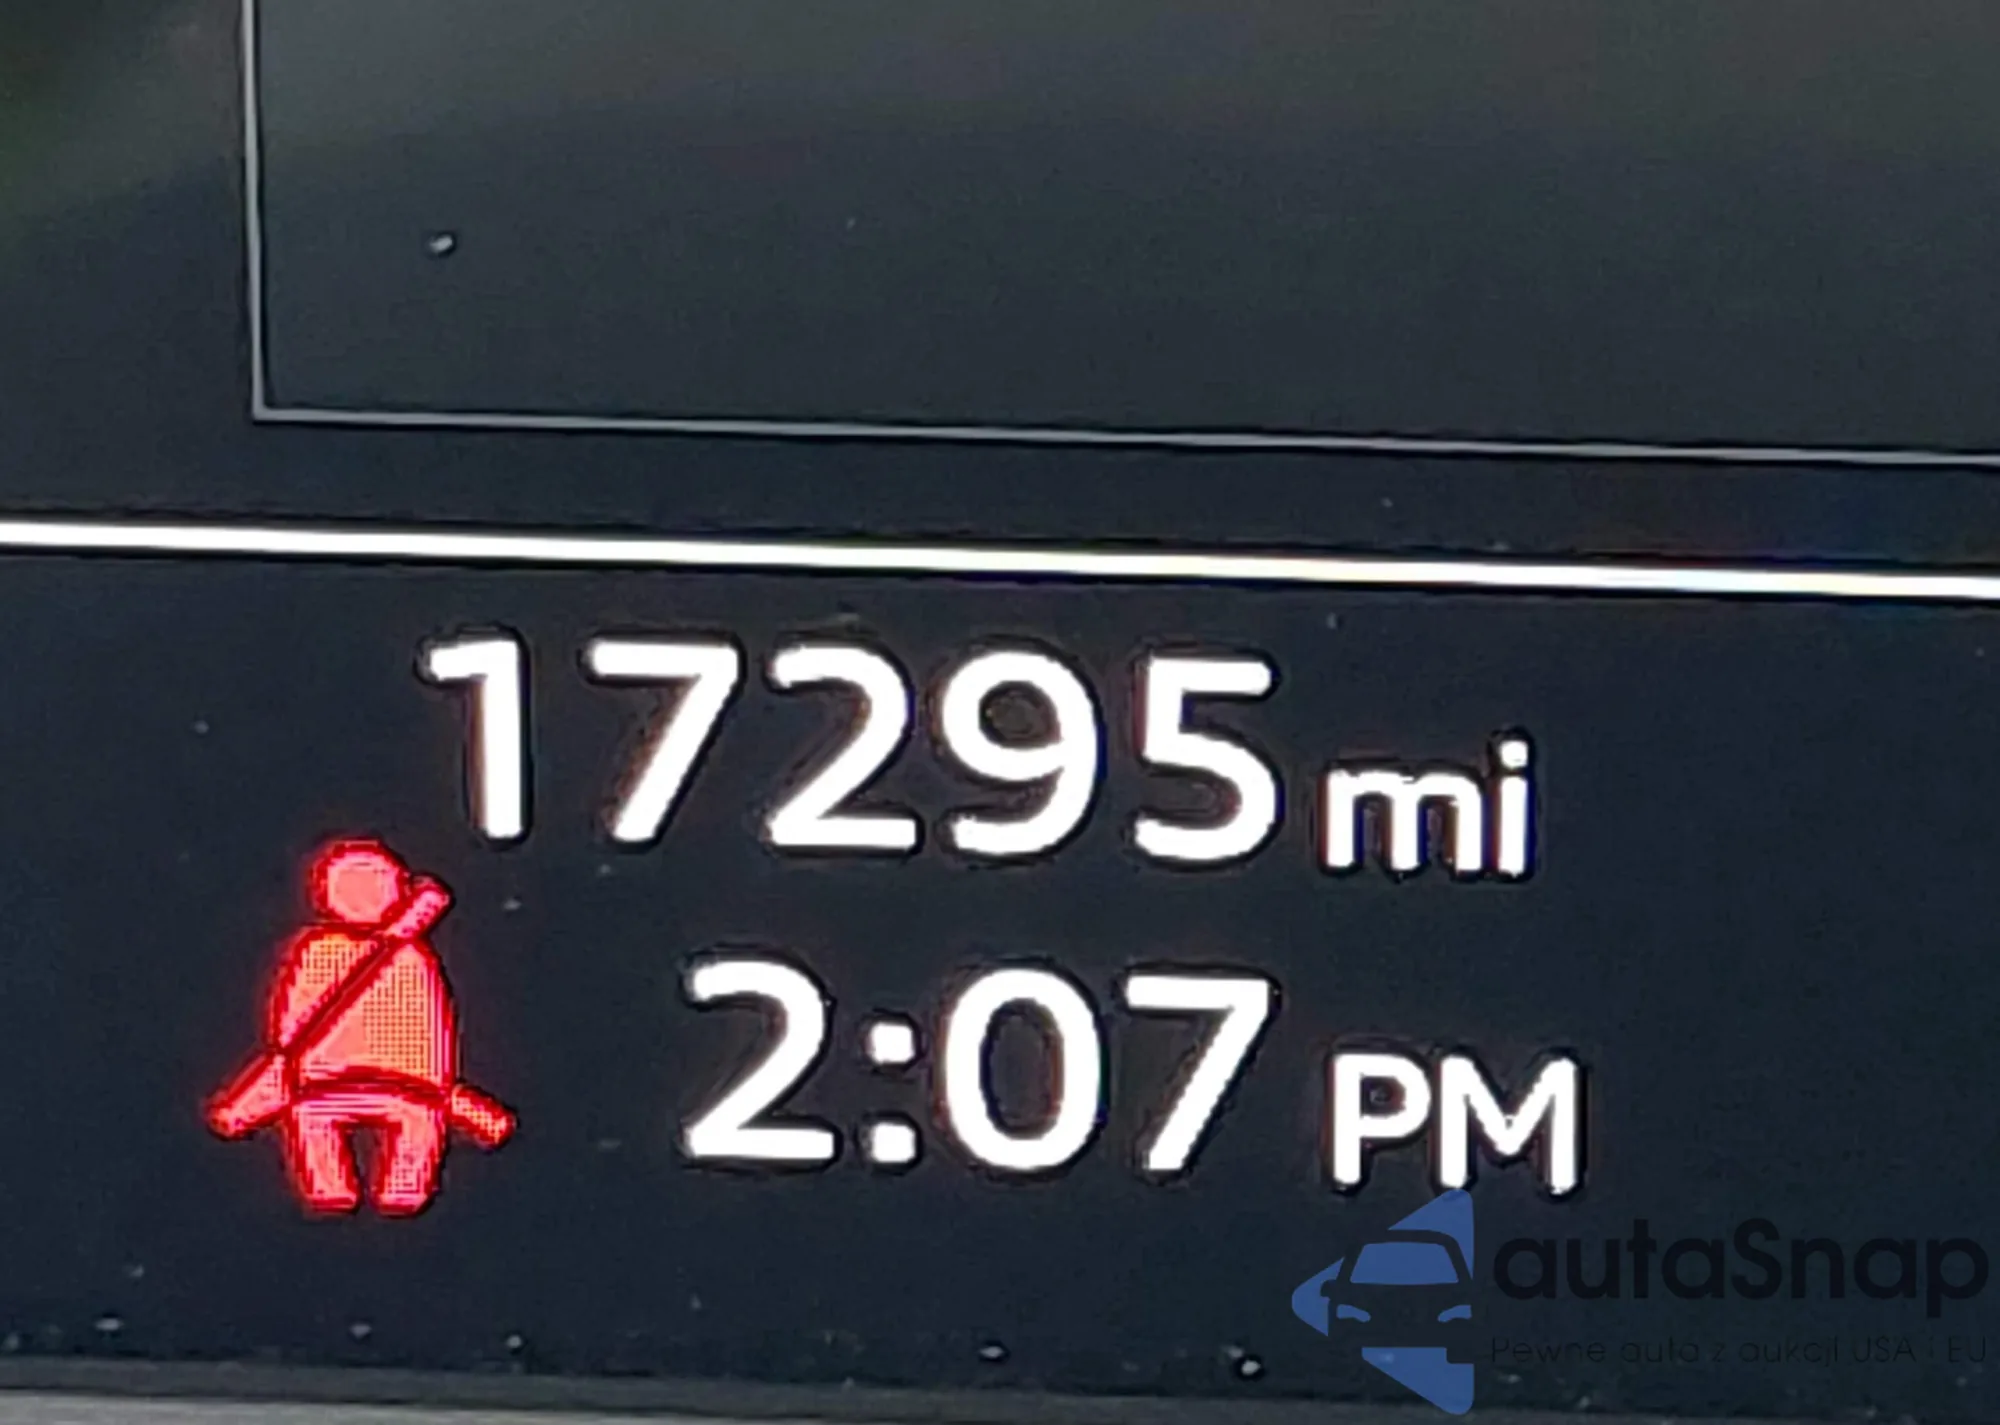 17295 mi
2:07 PM
autaSnap
Pewne auta z aukcji USA i EU